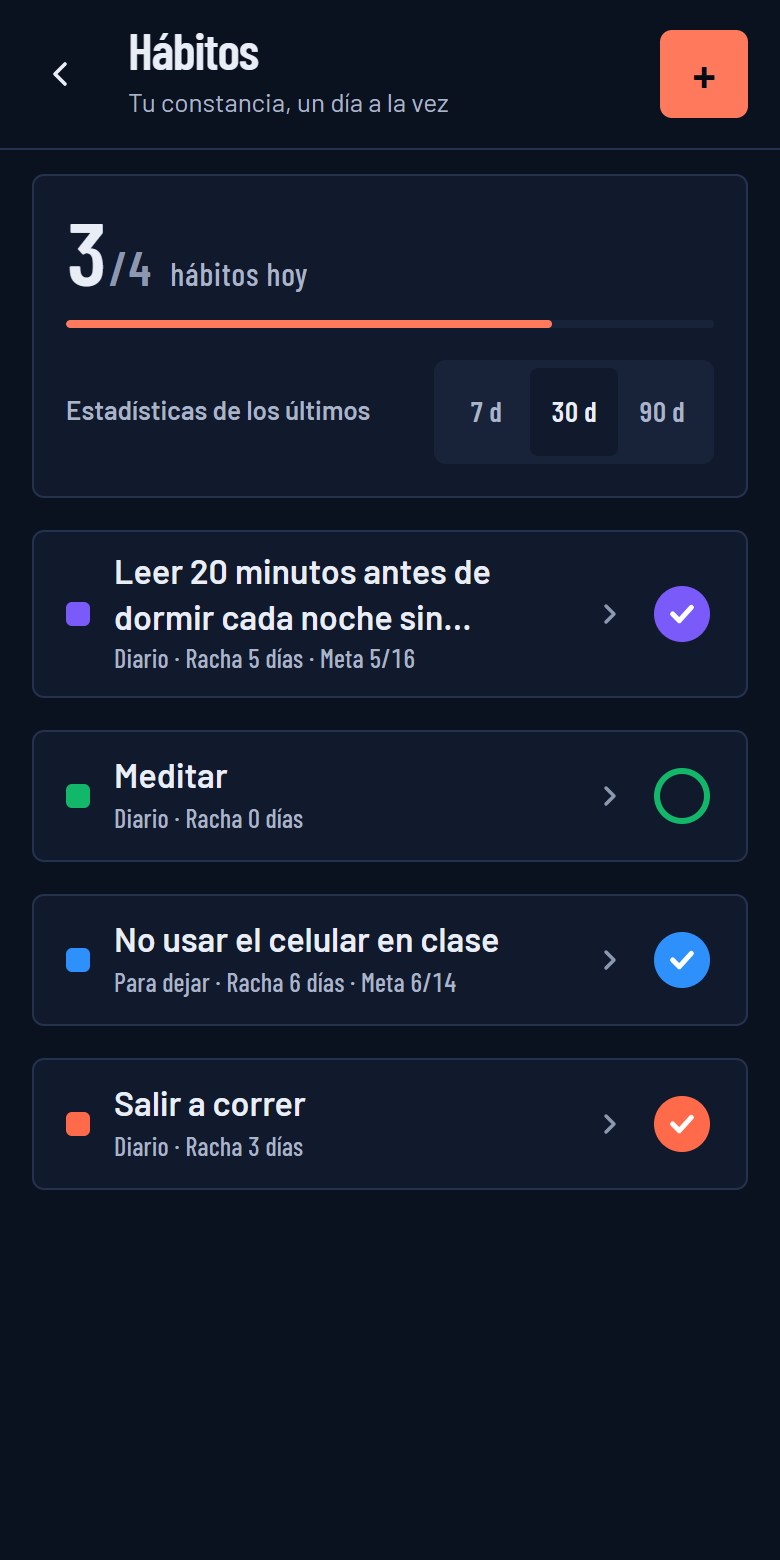 Hábitos
Tu constancia, un día a la vez
+
3/4 hábitos hoy
Estadísticas de los últimos
7 d 30 d 90 d
Leer 20 minutos antes de
dormir cada noche sin...
Diario · Racha 5 días · Meta 5/16
Meditar
Diario · Racha 0 días
No usar el celular en clase
Para dejar · Racha 6 días · Meta 6/14
Salir a correr
Diario · Racha 3 días